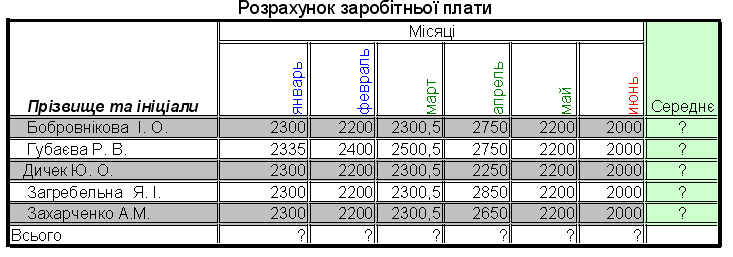 Розрахунок заробітньої плати
Місяці
Прізвище та ініціали январь февраль март апрель май июнь Середнє
Бобровнікова І. О. 2300 2200 2300,5 2750 2200 2000 ?
Губаєва Р. В. 2335 2400 2500,5 2750 2200 2000 ?
Дичек Ю. О. 2300 2200 2300,5 2250 2200 2000 ?
Загребельна Я. І. 2300 2200 2300,5 2850 2200 2000 ?
Захарченко А.М. 2300 2200 2300,5 2650 2200 2000 ?
Всього ? ? ? ? ? ?